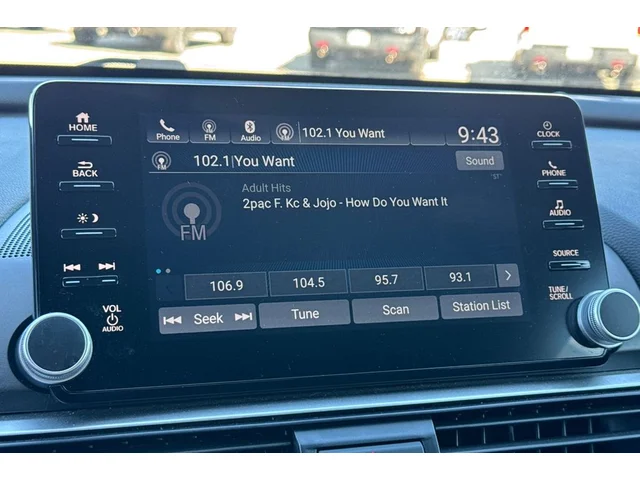 HOME
BACK
VOL
AUDIO
Phone FM Audio 102.1 You Want 9:43
FM 102.1 You Want Sound
"ST"
Adult Hits
2pac F. Kc & Jojo - How Do You Want It
FM
106.9 104.5 95.7 93.1
Seek Tune Scan Station List
CLOCK
PHONE
AUDIO
SOURCE
TUNE/
SCROLL